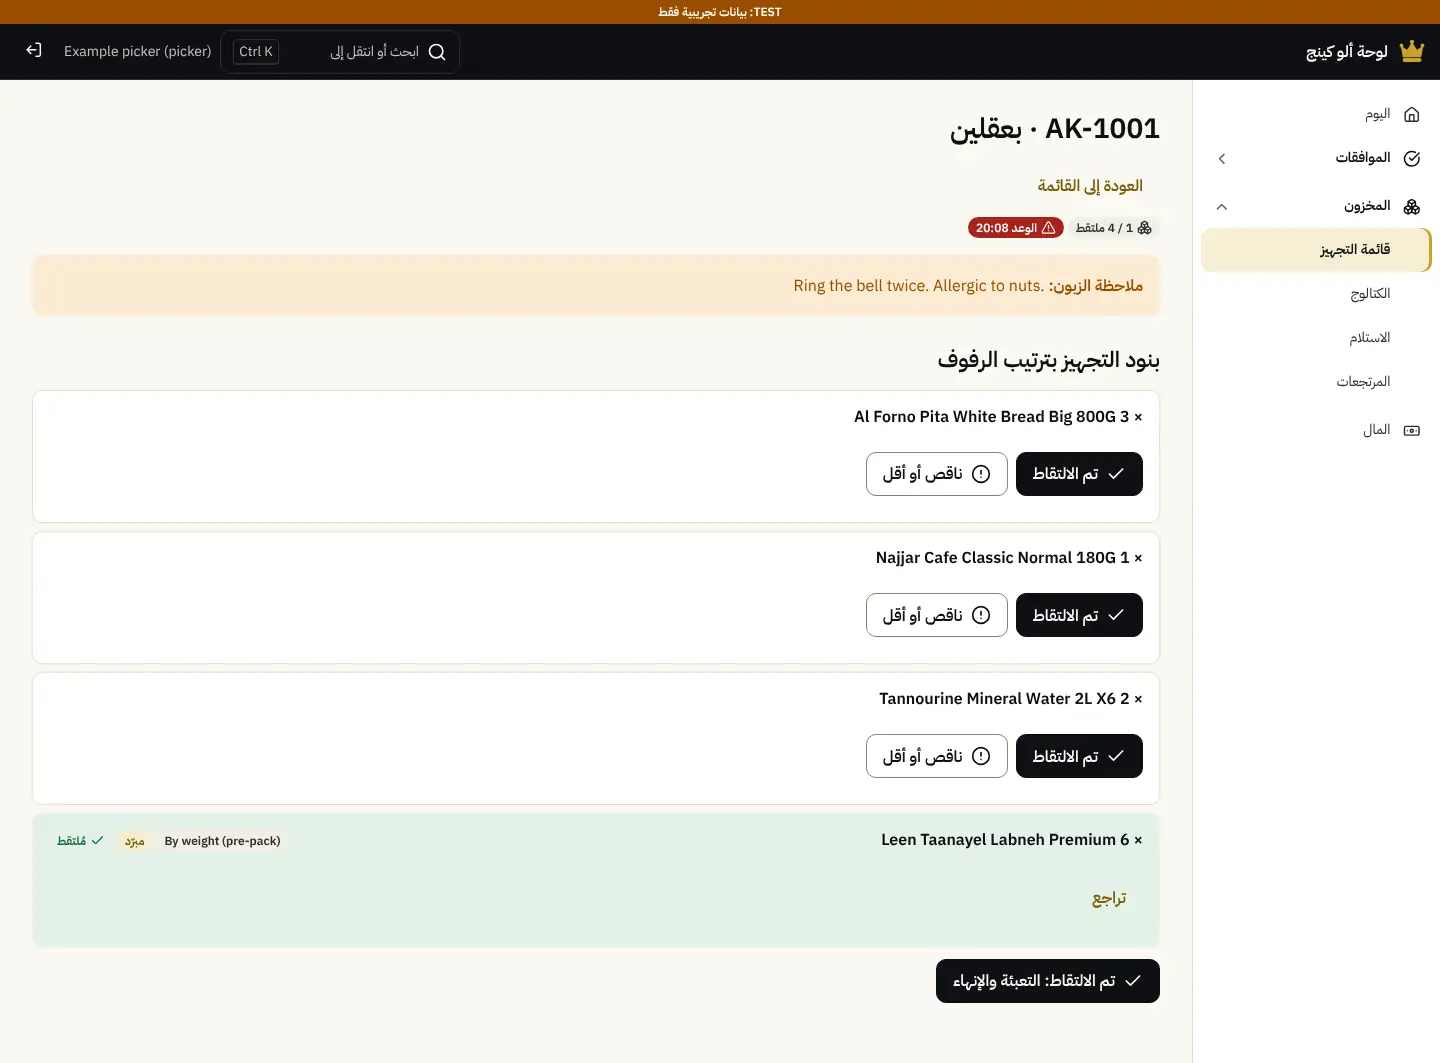 TEST: بيانات تجريبية فقط
لوحة ألو كينج
ابحث أو انتقل إلى
Ctrl K
Example picker (picker)
اليوم
الموافقات
المخزون
قائمة التجهيز
الكتالوج
الاستلام
المرتجعات
المال
AK-1001 · بعقلين
العودة إلى القائمة
1 / 4 ملتقط
الوعد 20:08
ملاحظة الزبون: Ring the bell twice. Allergic to nuts.
بنود التجهيز بترتيب الرفوف
Al Forno Pita White Bread Big 800G 3 ×
تم الالتقاط
ناقص أو أقل
Najjar Cafe Classic Normal 180G 1 ×
تم الالتقاط
ناقص أو أقل
Tannourine Mineral Water 2L X6 2 ×
تم الالتقاط
ناقص أو أقل
Leen Taanayel Labneh Premium 6 ×
By weight (pre-pack)
مبرّد
مُلتقط
تراجع
تم الالتقاط: التعبئة والإنهاء